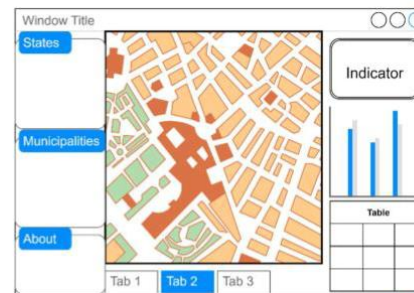 Window Title
States
Municipalities
About
Tab 1
Tab 2
Tab 3
Indicator
Table